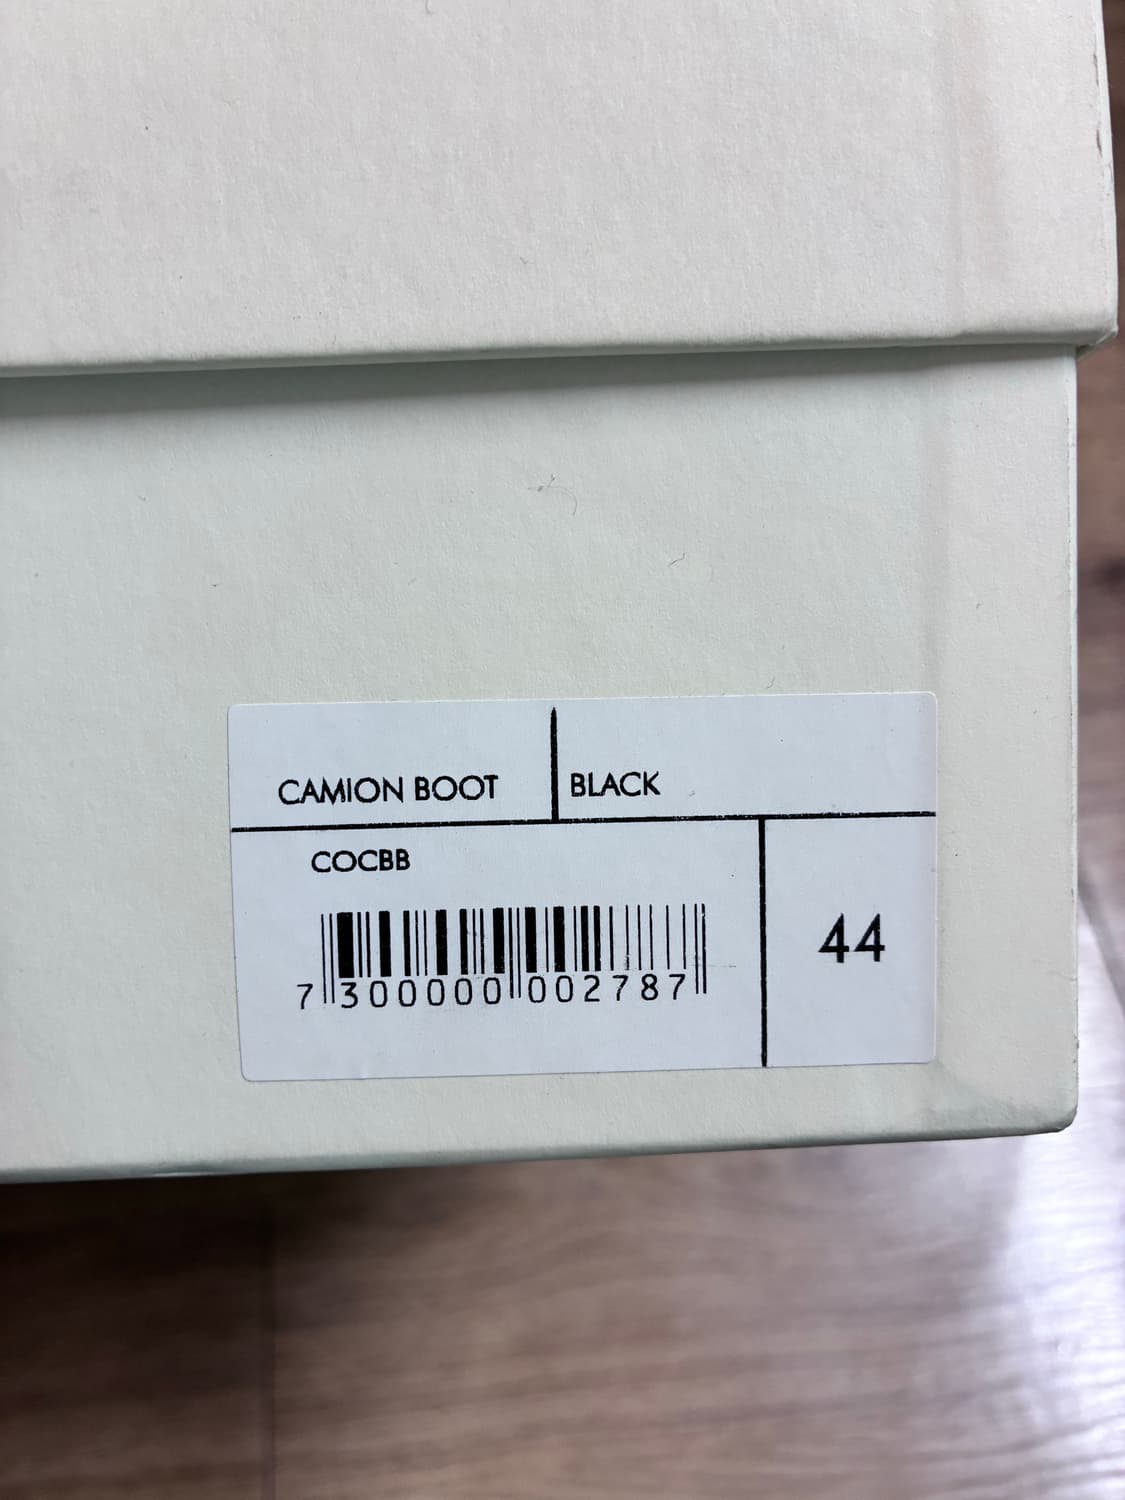 CAMION BOOT
BLACK
COCBB
44
7 300000 002787